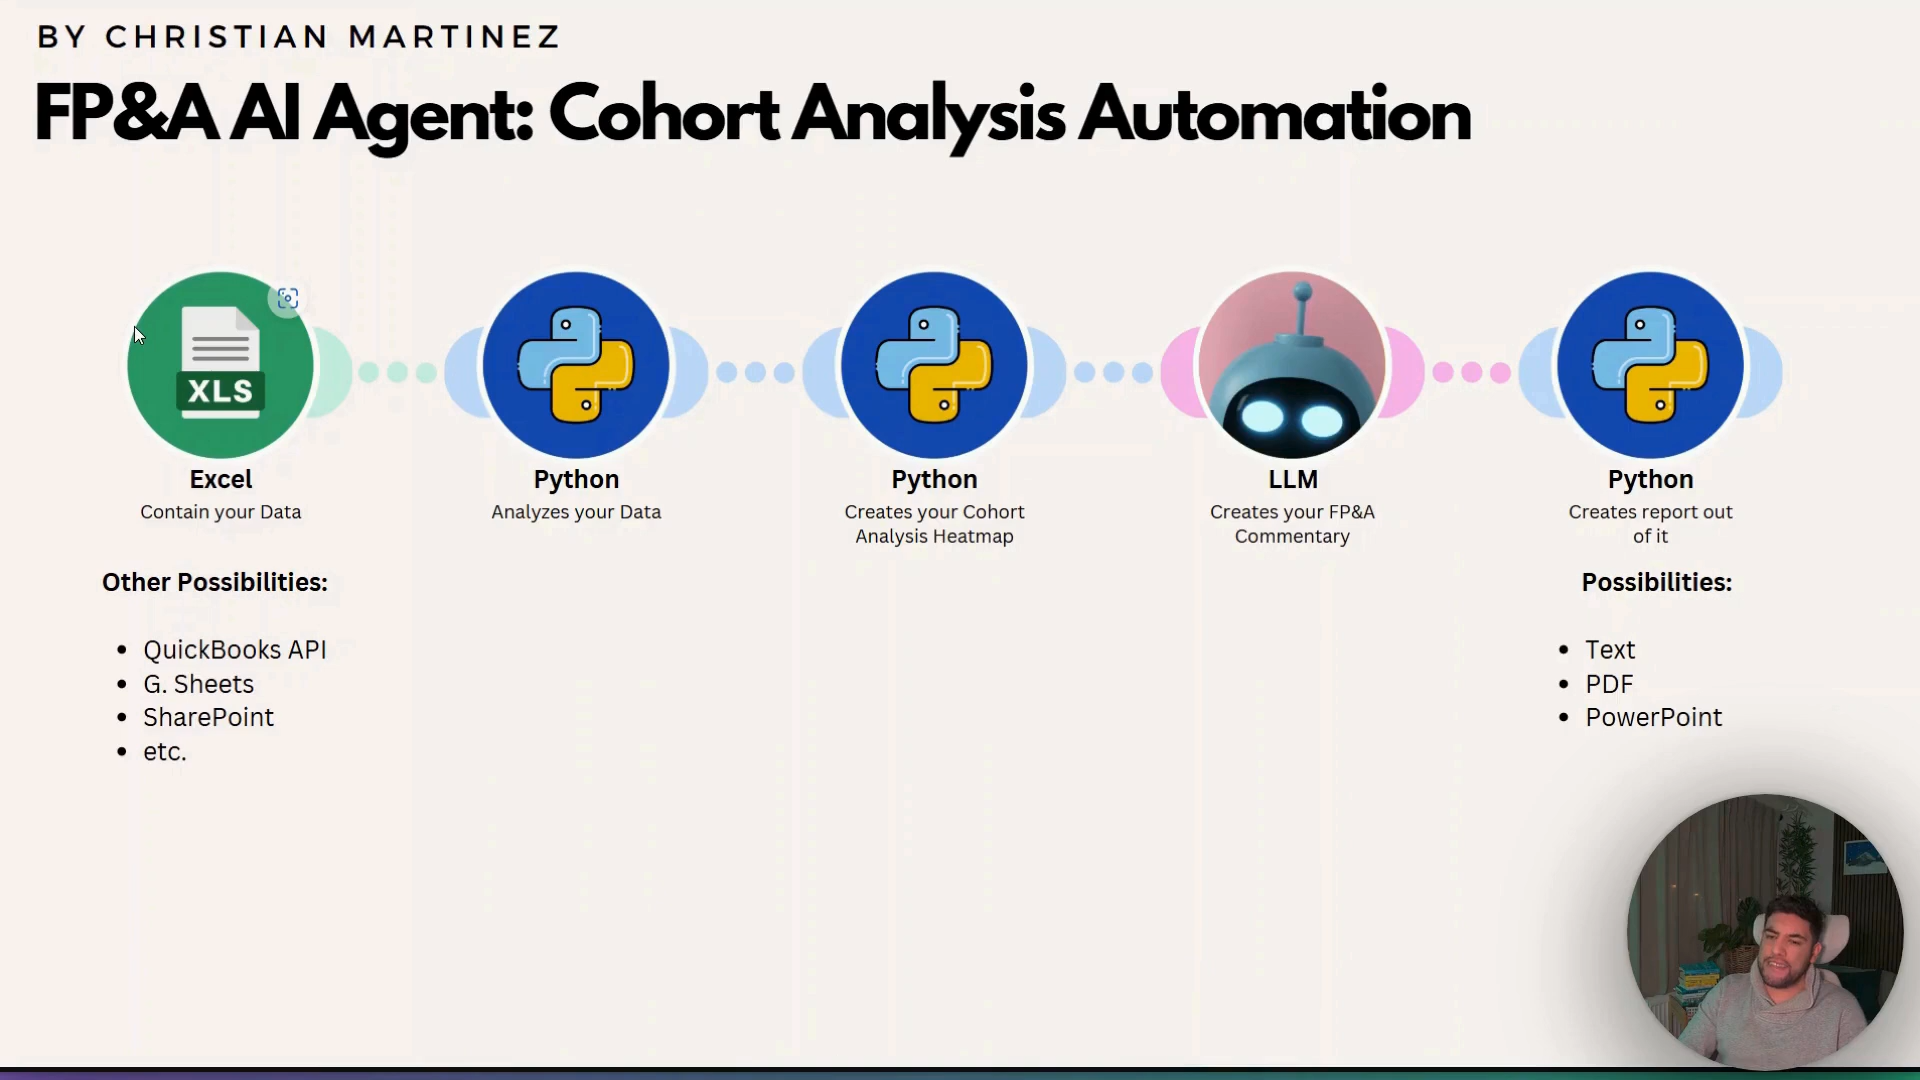 BY CHRISTIAN MARTINEZ
FP&A AI Agent: Cohort Analysis Automation
XLS
Excel
Contain your Data
Other Possibilities:
• QuickBooks API
• G. Sheets
• SharePoint
• etc.
Python
Analyzes your Data
Python
Creates your Cohort
Analysis Heatmap
LLM
Creates your FP&A
Commentary
Python
Creates report out
of it
Possibilities:
• Text
• PDF
• PowerPoint